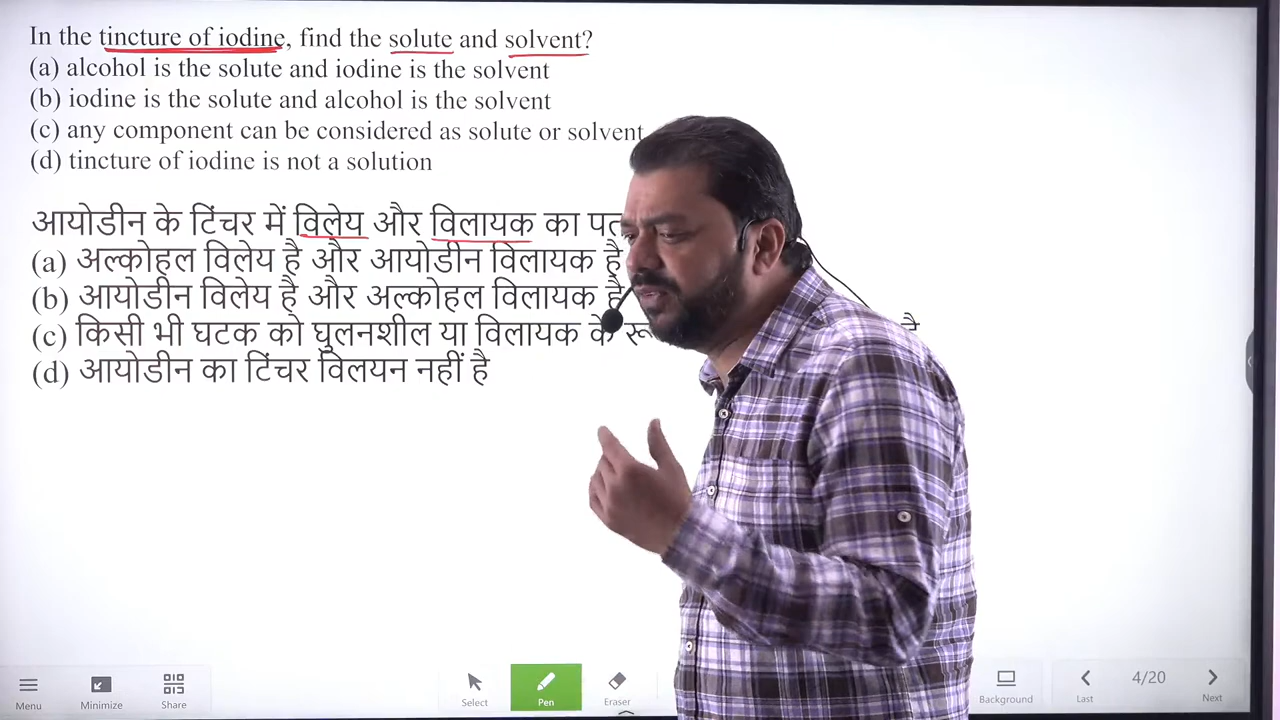 In the tincture of iodine, find the solute and solvent?
(a) alcohol is the solute and iodine is the solvent
(b) iodine is the solute and alcohol is the solvent
(c) any component can be considered as solute or solvent
(d) tincture of iodine is not a solution
आयोडीन के टिंचर में विलेय और विलायक का
(a) अल्कोहल विलेय है और आयोडीन विलायक है
(b) आयोडीन विलेय है और अल्कोहल विलायक है
(c) किसी भी घटक को घुलनशील या विलायक के है
(d) आयोडीन का टिंचर विलयन नहीं है
Menu Minimize Share Select Pen Eraser Background Last 4/20 Next